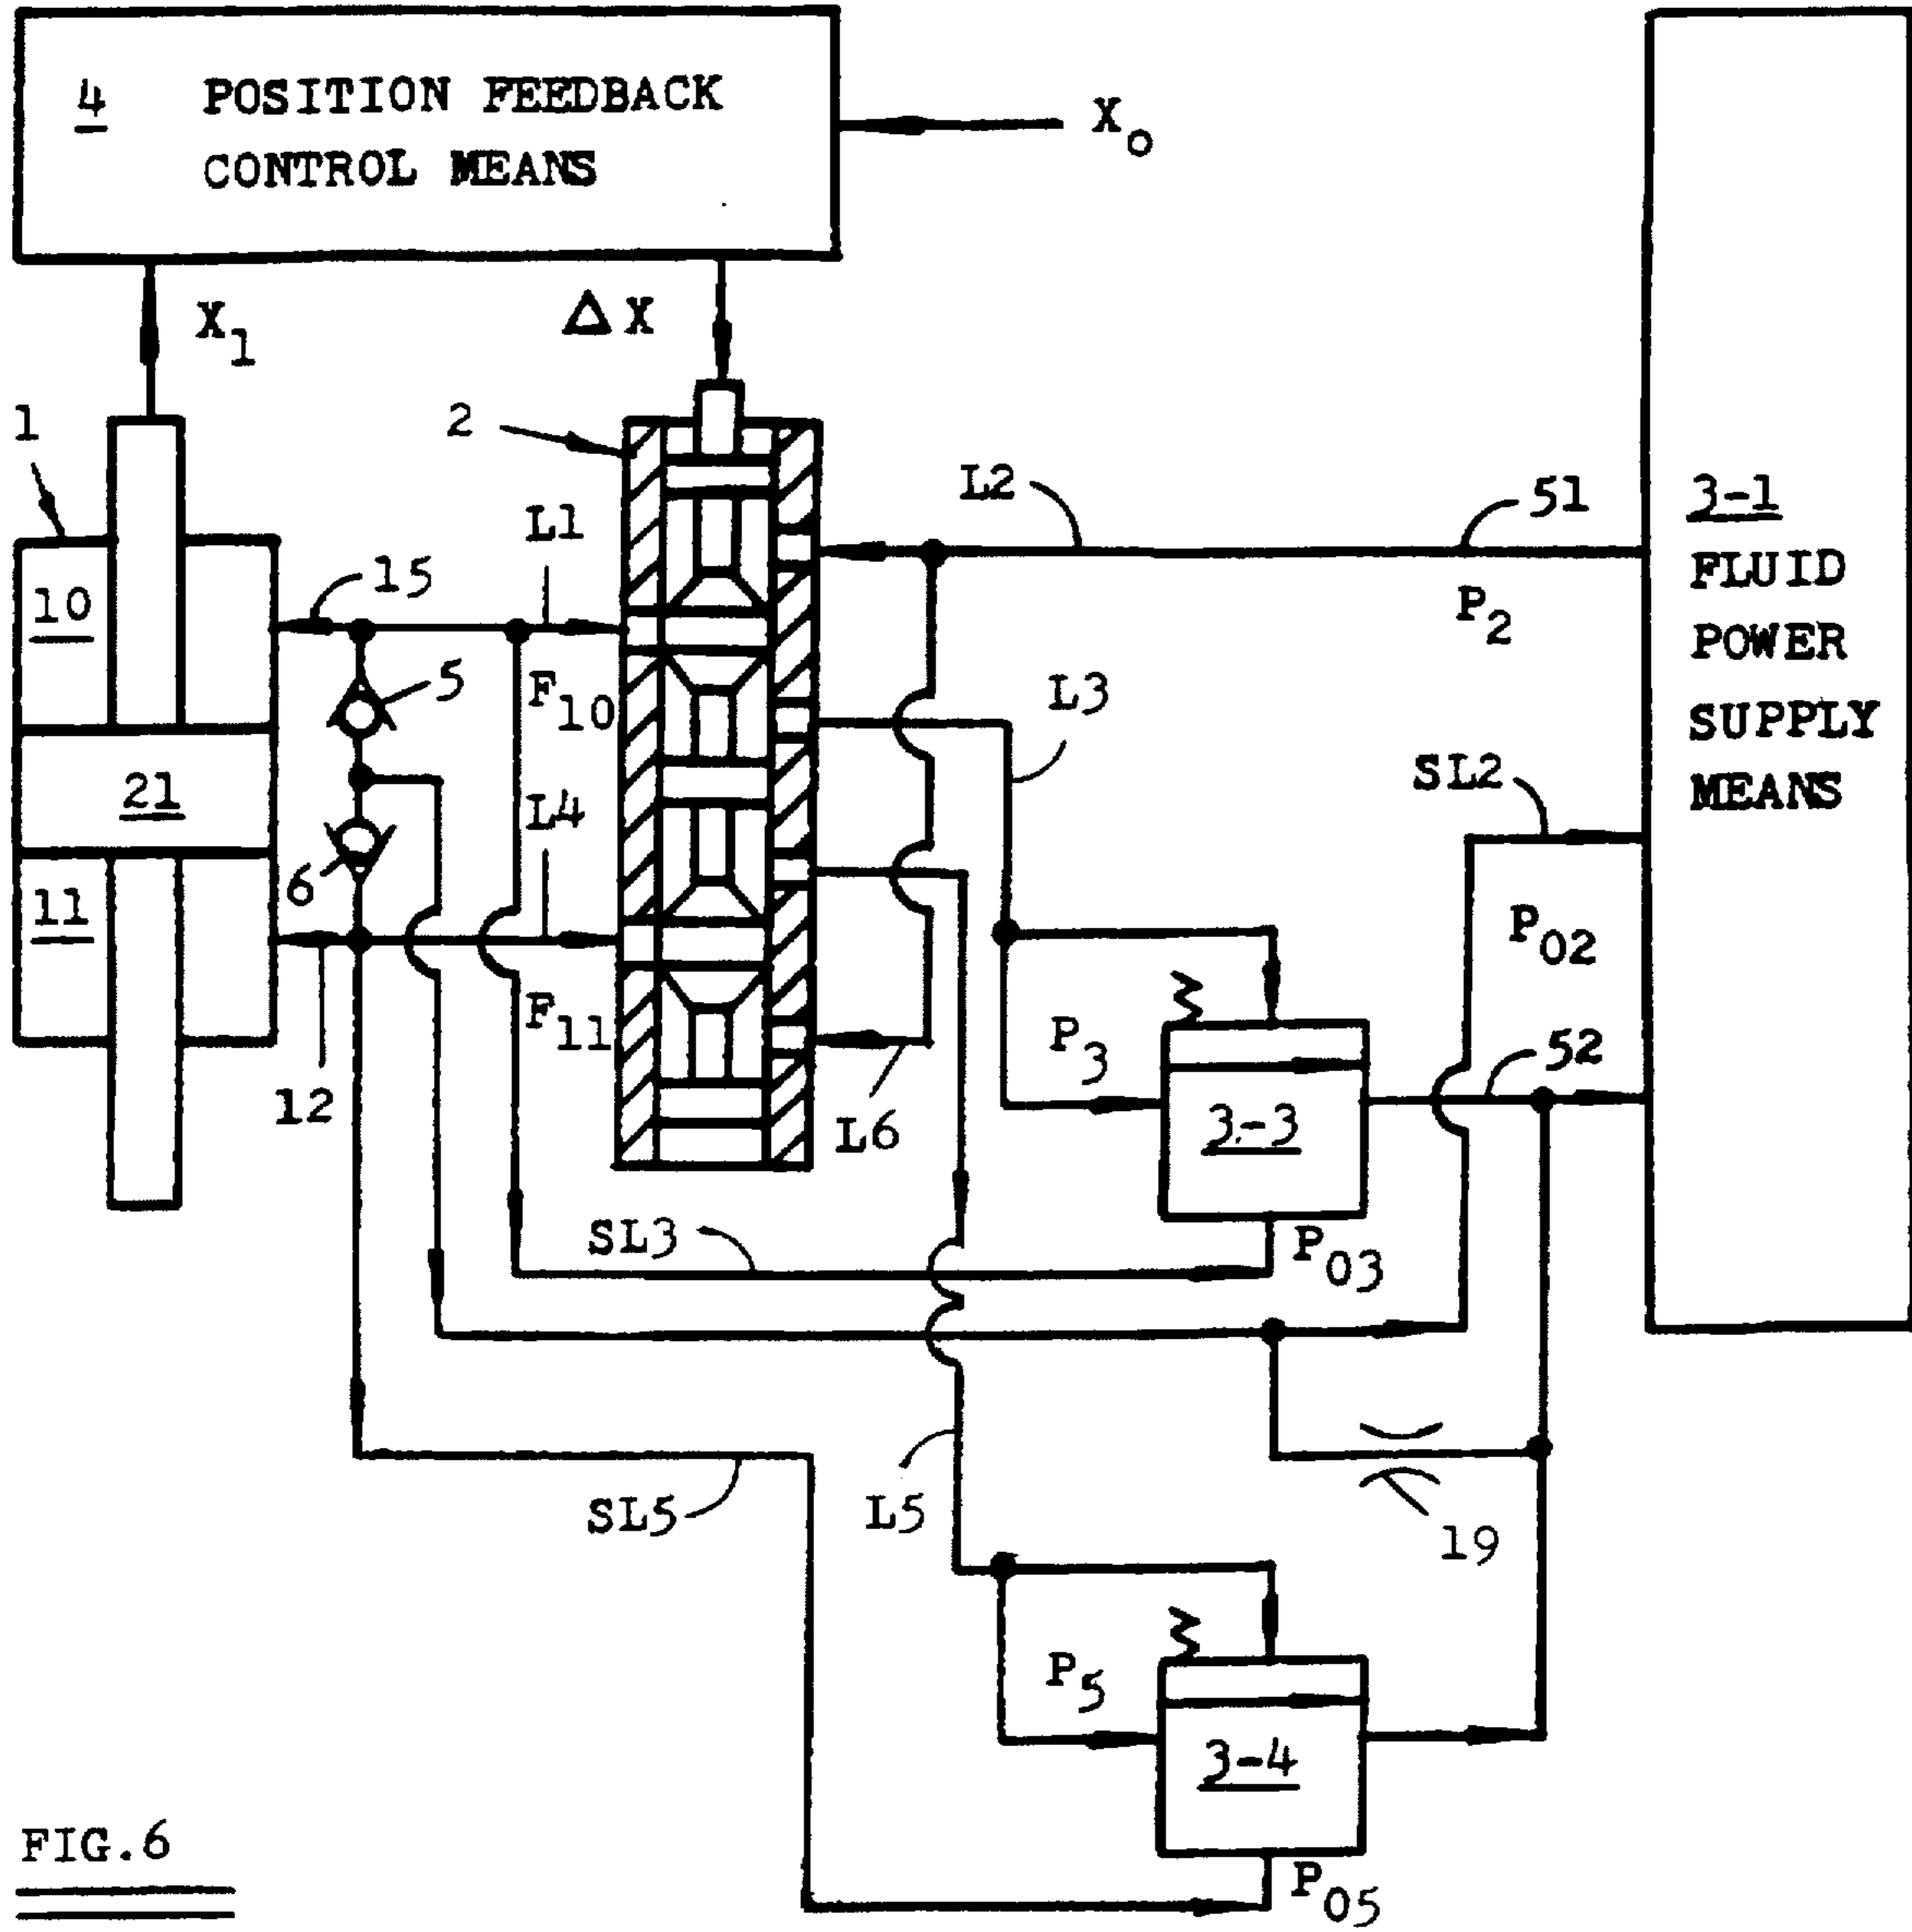 4 POSITION FEEDBACK
CONTROL MEANS
X0
X1
ΔX
1
2
L2
51
3-1
FLUID
POWER
SUPPLY
MEANS
L1
15
10
P2
5
F10
L3
SL2
21
L4
6
11
P02
F11
P3
52
12
L6
3-3
SL3
P03
SL5
L5
19
P5
3-4
FIG.6
P05